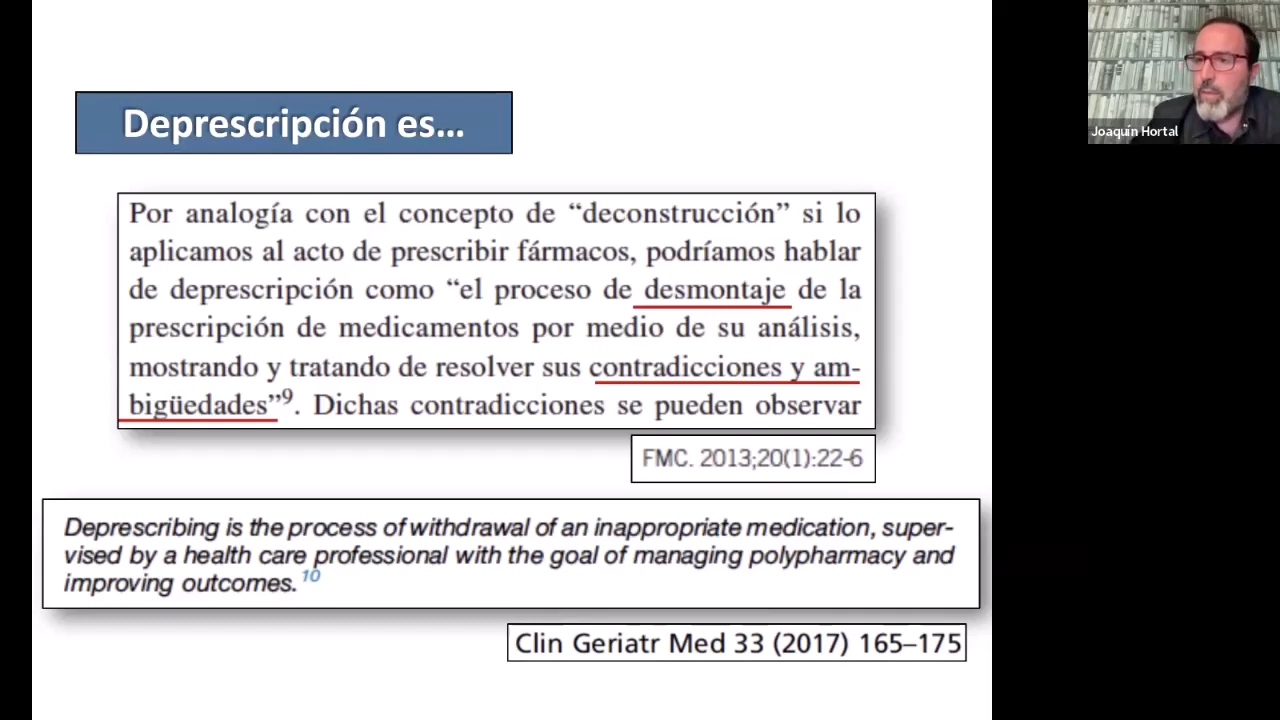 Deprescripción es...
Por analogía con el concepto de “deconstrucción” si lo
aplicamos al acto de prescribir fármacos, podríamos hablar
de deprescripción como “el proceso de desmontaje de la
prescripción de medicamentos por medio de su análisis,
mostrando y tratando de resolver sus contradicciones y am-
bigüedades”9. Dichas contradicciones se pueden observar
FMC. 2013;20(1):22-6
Deprescribing is the process of withdrawal of an inappropriate medication, super-
vised by a health care professional with the goal of managing polypharmacy and
improving outcomes.10
Clin Geriatr Med 33 (2017) 165–175
Joaquín Hortal